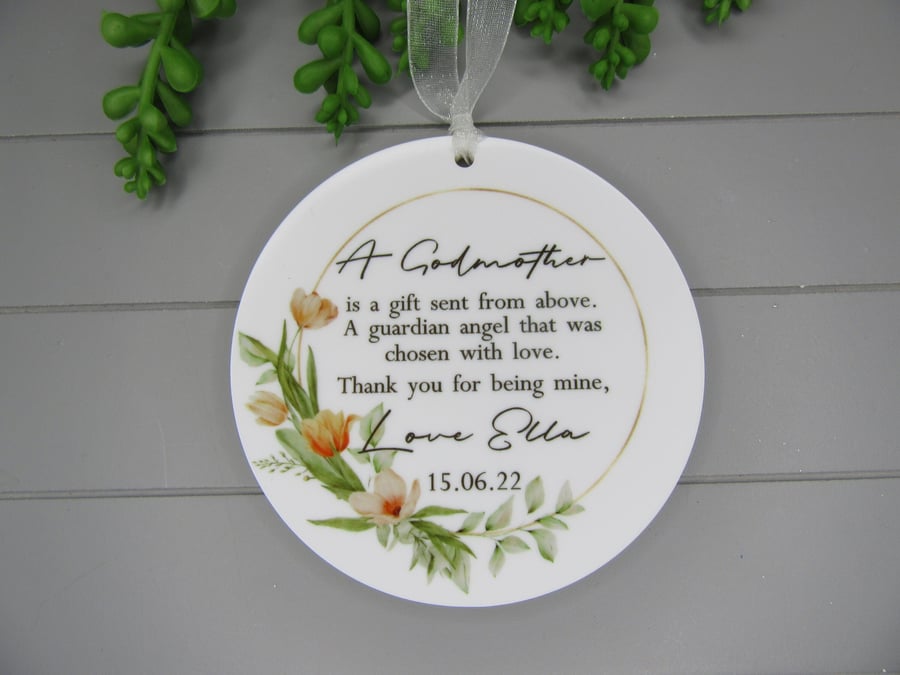 A Godmother
is a gift sent from above.
A guardian angel that was
chosen with love.
Thank you for being mine,
Love Ella
15.06.22